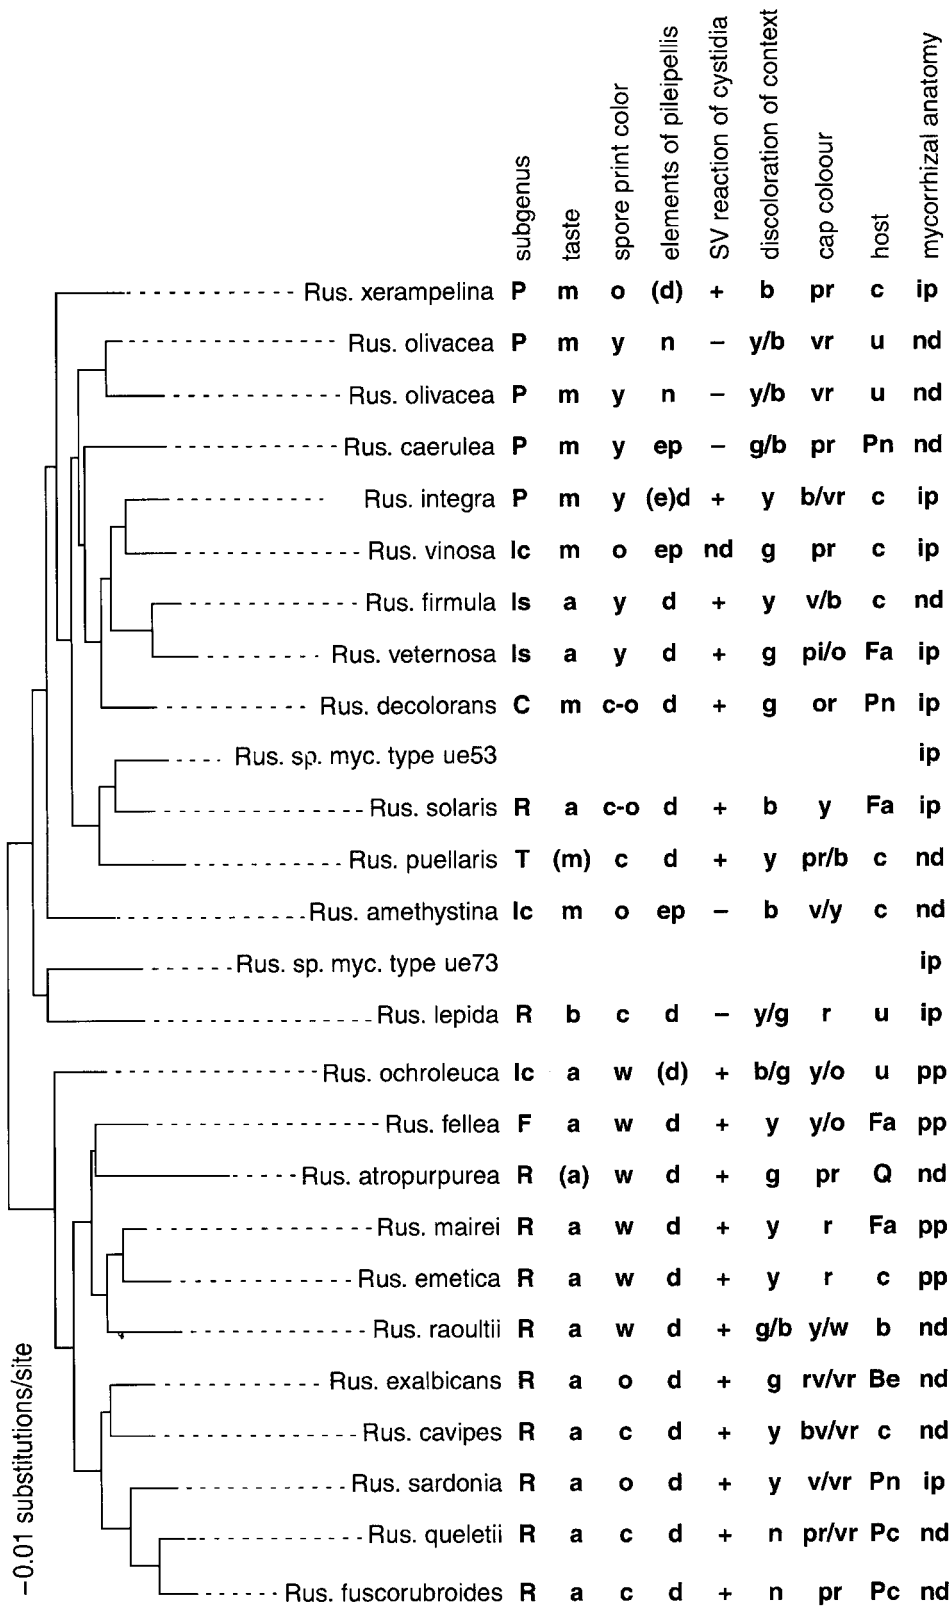 subgenus taste spore print color elements of pileipellis SV reaction of cystidia discoloration of context cap coloour host mycorrhizal anatomy
Rus. xerampelina P m o (d) + b pr c ip
Rus. olivacea P m y n – y/b vr u nd
Rus. olivacea P m y n – y/b vr u nd
Rus. caerulea P m y ep – g/b pr Pn nd
Rus. integra P m y (e)d + y b/vr c ip
Rus. vinosa Ic m o ep nd g pr c ip
Rus. firmula Is a y d + y v/b c nd
Rus. veternosa Is a y d + g pi/o Fa ip
Rus. decolorans C m c-o d + g or Pn ip
Rus. sp. myc. type ue53 ip
Rus. solaris R a c-o d + b y Fa ip
Rus. puellaris T (m) c d + y pr/b c nd
Rus. amethystina Ic m o ep – b v/y c nd
Rus. sp. myc. type ue73 ip
Rus. lepida R b c d – y/g r u ip
Rus. ochroleuca Ic a w (d) + b/g y/o u pp
Rus. fellea F a w d + y y/o Fa pp
Rus. atropurpurea R (a) w d + g pr Q nd
Rus. mairei R a w d + y r Fa pp
Rus. emetica R a w d + y r c pp
Rus. raoultii R a w d + g/b y/w b nd
Rus. exalbicans R a o d + g rv/vr Be nd
Rus. cavipes R a c d + y bv/vr c nd
Rus. sardonia R a o d + y v/vr Pn ip
Rus. queletii R a c d + n pr/vr Pc nd
Rus. fuscorubroides R a c d + n pr Pc nd
–0.01 substitutions/site